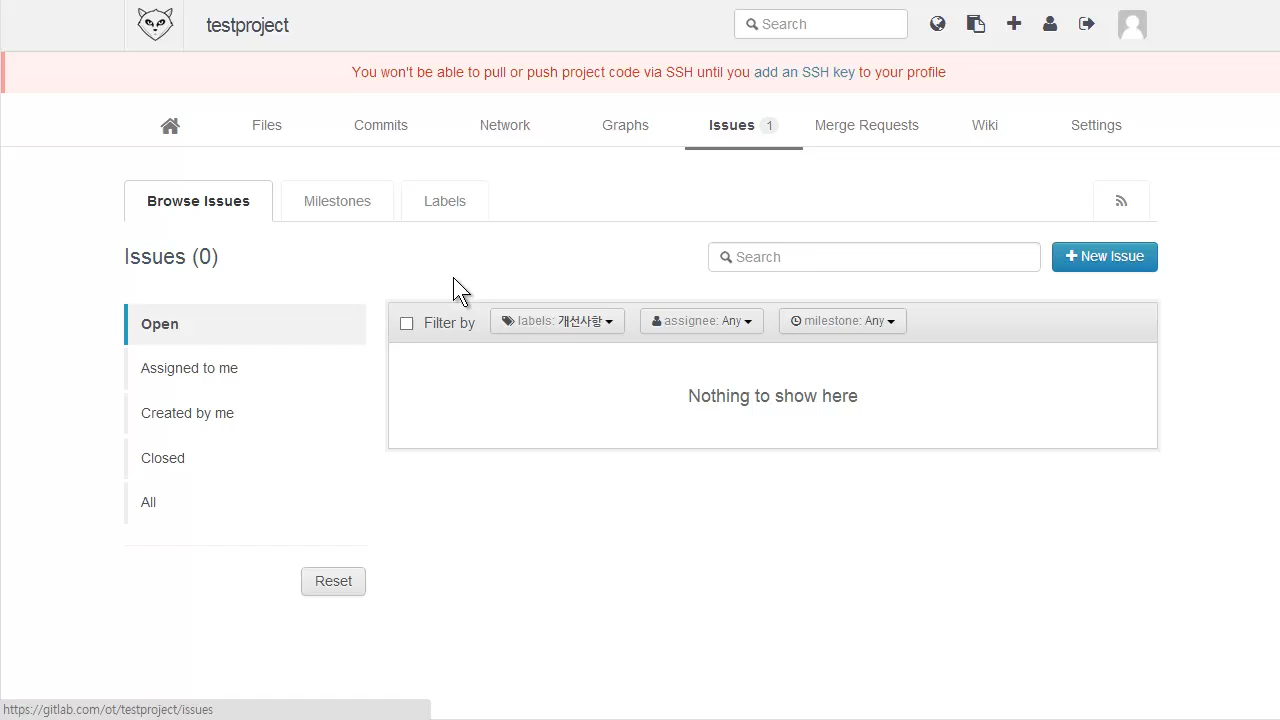 testproject
Search
You won't be able to pull or push project code via SSH until you add an SSH key to your profile
Files
Commits
Network
Graphs
Issues 1
Merge Requests
Wiki
Settings
Browse Issues
Milestones
Labels
Issues (0)
Search
New Issue
Open
Assigned to me
Created by me
Closed
All
Reset
Filter by
labels: 개선사항
assignee: Any
milestone: Any
Nothing to show here
https://gitlab.com/ot/testproject/issues